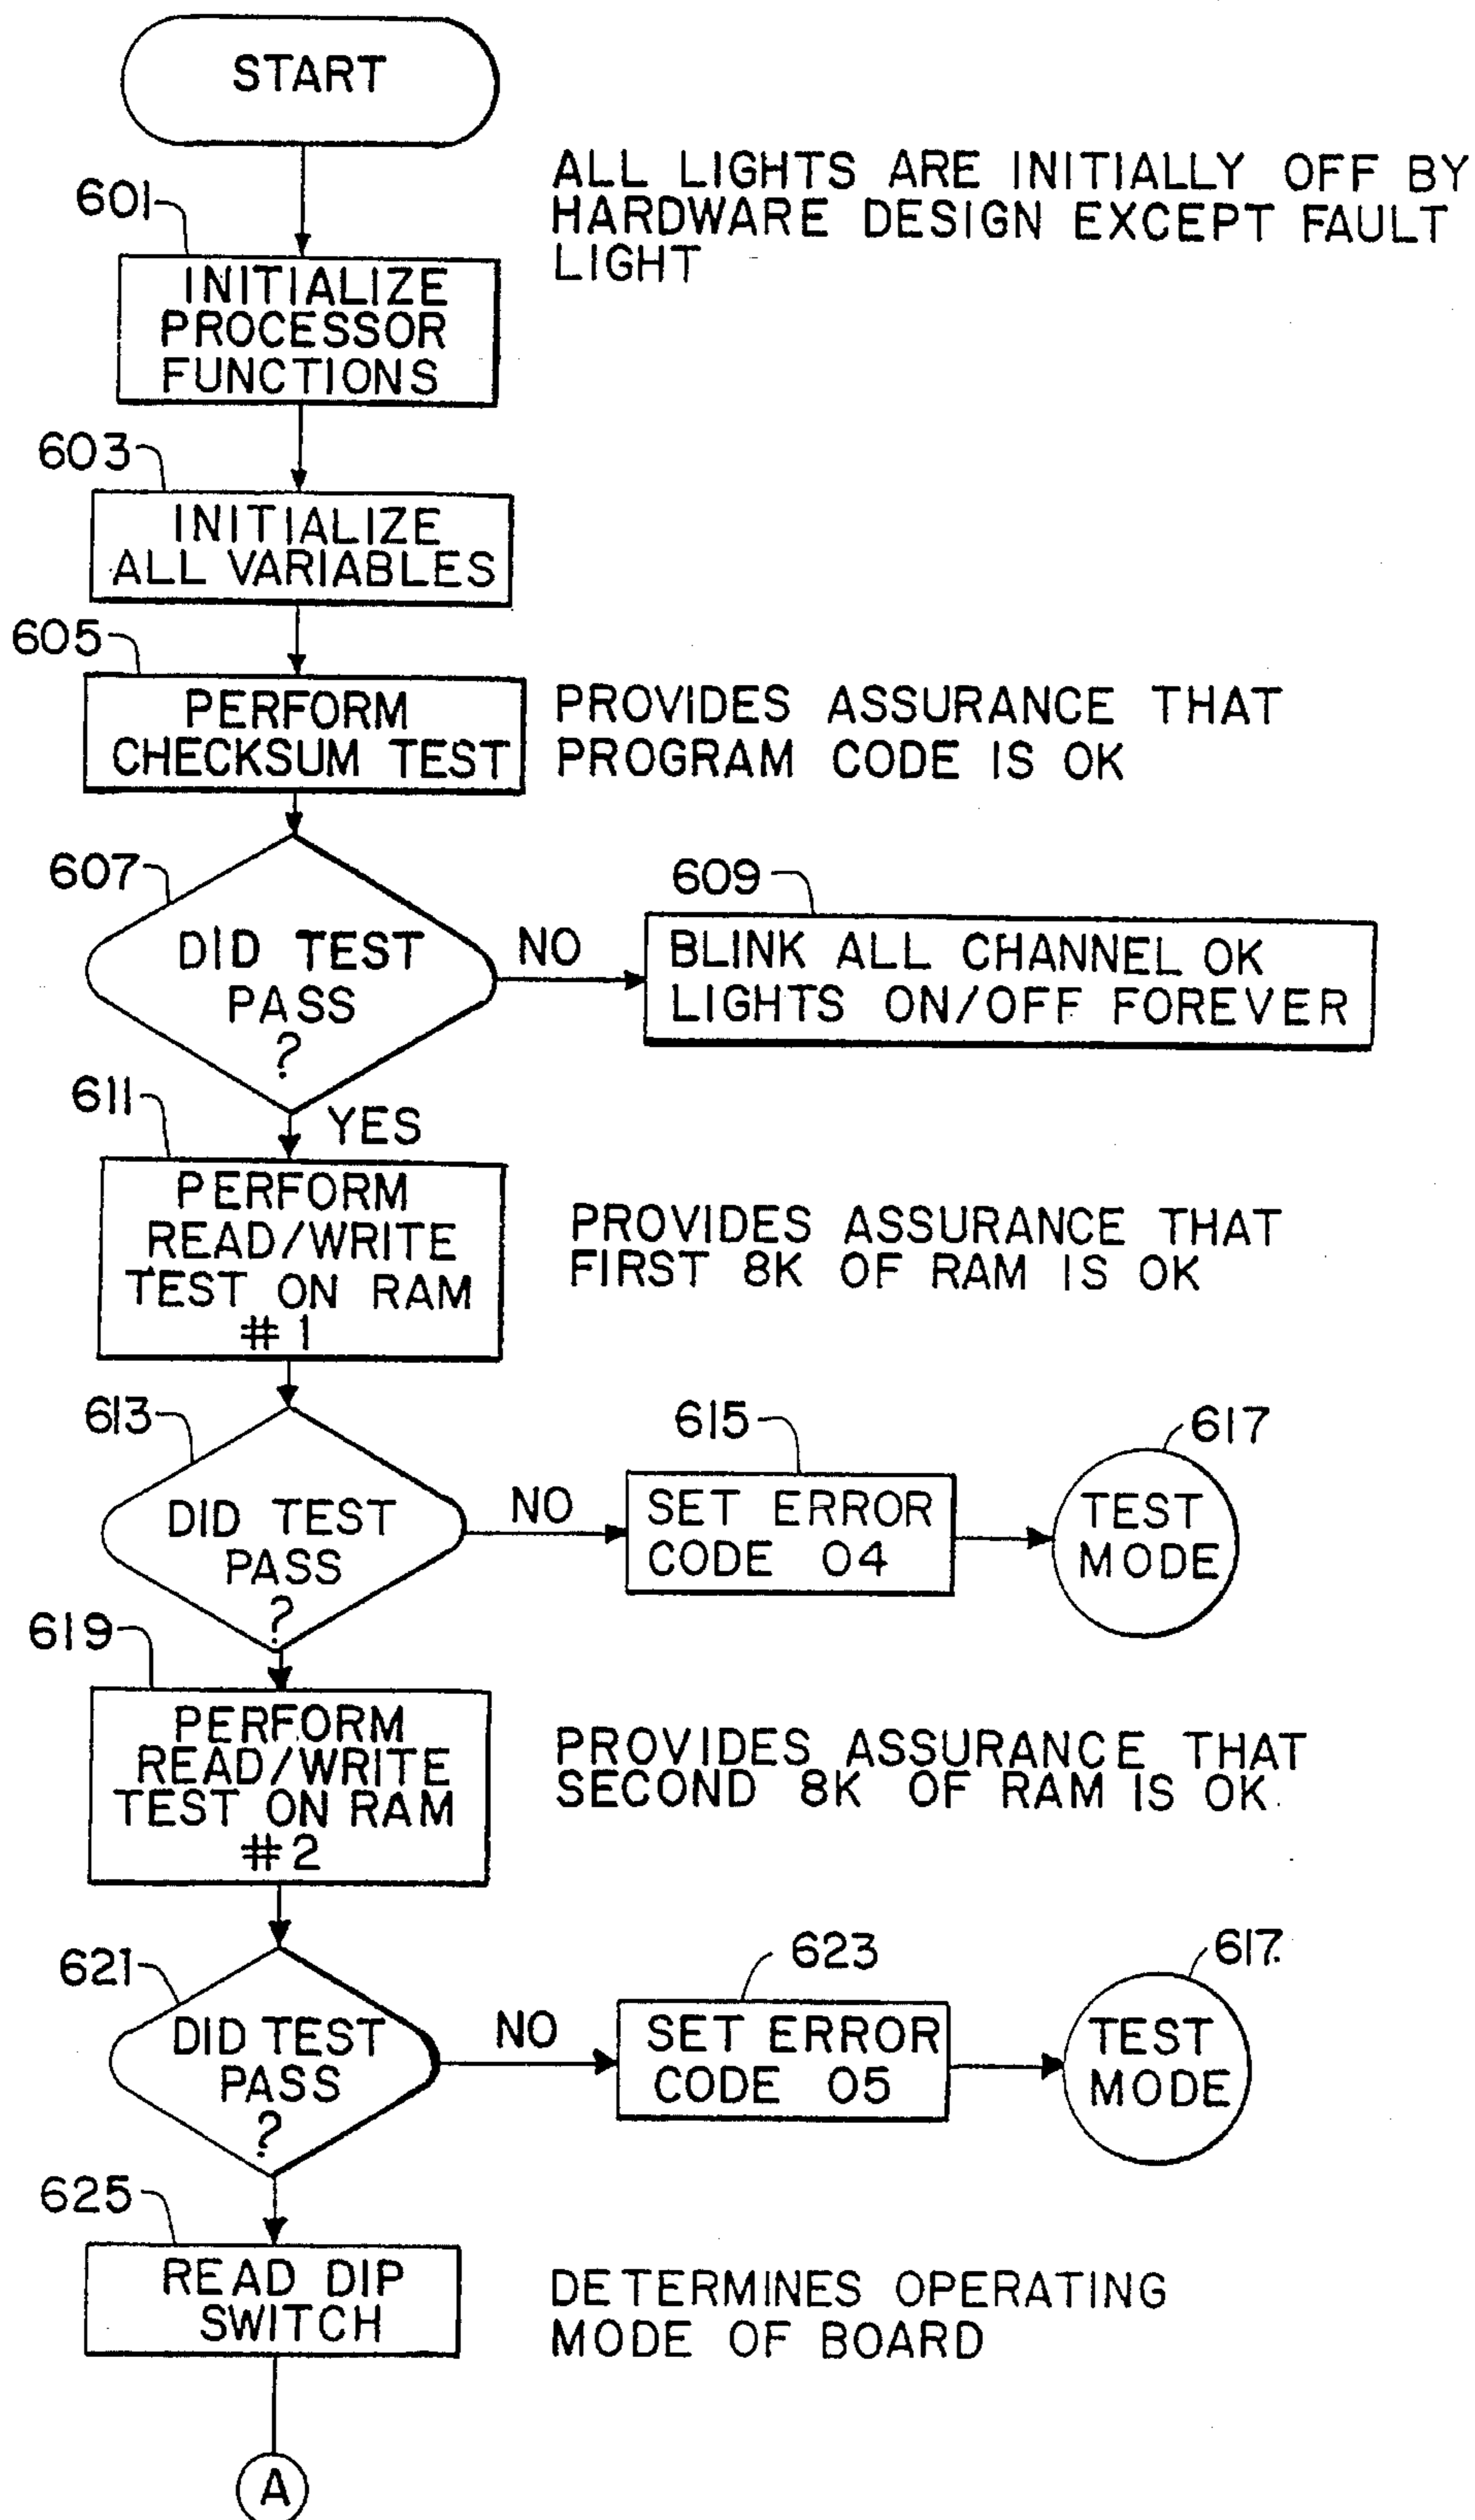 START
601
ALL LIGHTS ARE INITIALLY OFF BY
HARDWARE DESIGN EXCEPT FAULT
LIGHT
INITIALIZE
PROCESSOR
FUNCTIONS
603
INITIALIZE
ALL VARIABLES
605
PERFORM
CHECKSUM TEST
PROVIDES ASSURANCE THAT
PROGRAM CODE IS OK
607
DID TEST
PASS
?
NO
609
BLINK ALL CHANNEL OK
LIGHTS ON/OFF FOREVER
YES
611
PERFORM
READ/WRITE
TEST ON RAM
#1
PROVIDES ASSURANCE THAT
FIRST 8K OF RAM IS OK
613
DID TEST
PASS
?
NO
615
SET ERROR
CODE 04
617
TEST
MODE
619
PERFORM
READ/WRITE
TEST ON RAM
#2
PROVIDES ASSURANCE THAT
SECOND 8K OF RAM IS OK.
621
DID TEST
PASS
?
NO
623
SET ERROR
CODE 05
617
TEST
MODE
625
READ DIP
SWITCH
DETERMINES OPERATING
MODE OF BOARD
A